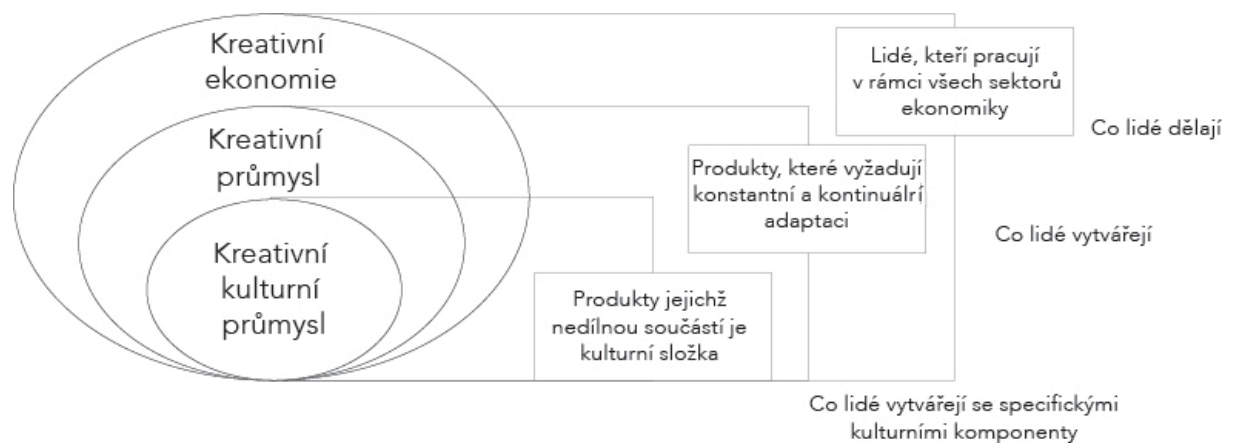 Kreativní
ekonomie
Kreativní
průmysl
Kreativní
kulturní
průmysl
Lidé, kteří pracují
v rámci všech sektorů
ekonomiky
Co lidé dělají
Produkty, které vyžadují
konstantní a kontinuálrí
adaptaci
Co lidé vytvářejí
Produkty jejichž
nedílnou součástí je
kulturní složka
Co lidé vytvářejí se specifickými
kulturními komponenty